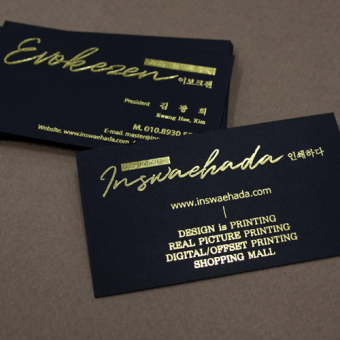 Evokezen 이보크젠
President 김 광 희
Kwang Hee, Kim
M. 010.8930
E-mail. master@
Website. www.inswaehada.com
Inswaehada 인쇄하다
www.inswaehada.com
DESIGN is PRINTING
REAL PICTURE PRINTING
DIGITAL/OFFSET PRINTING
SHOPPING MALL